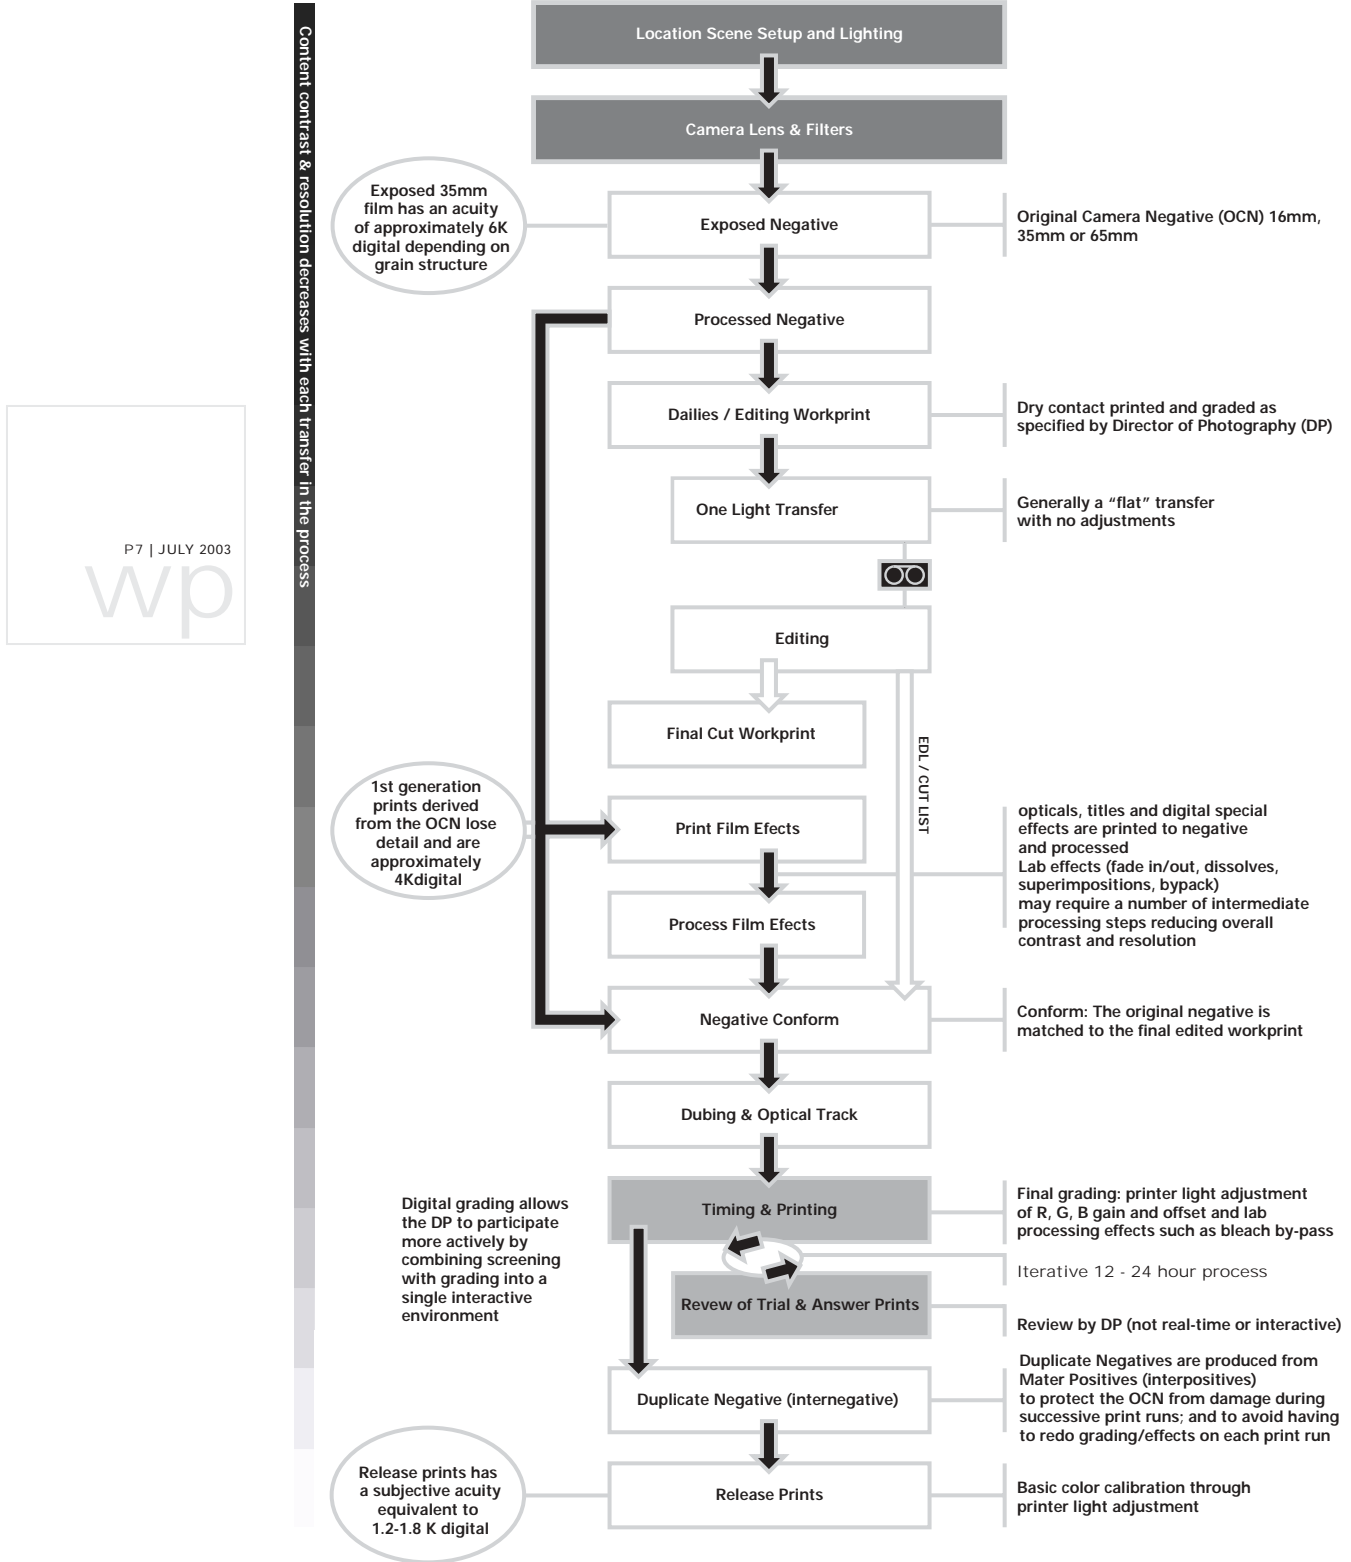 Content contrast & resolution decreases with each transfer in the process
P7 | JULY 2003
wp
Location Scene Setup and Lighting
Camera Lens & Filters
Exposed 35mm
film has an acuity
of approximately 6K
digital depending on
grain structure
Exposed Negative
Original Camera Negative (OCN) 16mm,
35mm or 65mm
Processed Negative
Dailies / Editing Workprint
Dry contact printed and graded as
specified by Director of Photography (DP)
One Light Transfer
Generally a “flat” transfer
with no adjustments
Editing
Final Cut Workprint
EDL / CUT LIST
1st generation
prints derived
from the OCN lose
detail and are
approximately
4Kdigital
Print Film Efects
opticals, titles and digital special
effects are printed to negative
and processed
Lab effects (fade in/out, dissolves,
superimpositions, bypack)
may require a number of intermediate
processing steps reducing overall
contrast and resolution
Process Film Efects
Negative Conform
Conform: The original negative is
matched to the final edited workprint
Dubing & Optical Track
Digital grading allows
the DP to participate
more actively by
combining screening
with grading into a
single interactive
environment
Timing & Printing
Final grading: printer light adjustment
of R, G, B gain and offset and lab
processing effects such as bleach by-pass
Iterative 12 - 24 hour process
Revew of Trial & Answer Prints
Review by DP (not real-time or interactive)
Duplicate Negative (internegative)
Duplicate Negatives are produced from
Mater Positives (interpositives)
to protect the OCN from damage during
successive print runs; and to avoid having
to redo grading/effects on each print run
Release prints has
a subjective acuity
equivalent to
1.2-1.8 K digital
Release Prints
Basic color calibration through
printer light adjustment